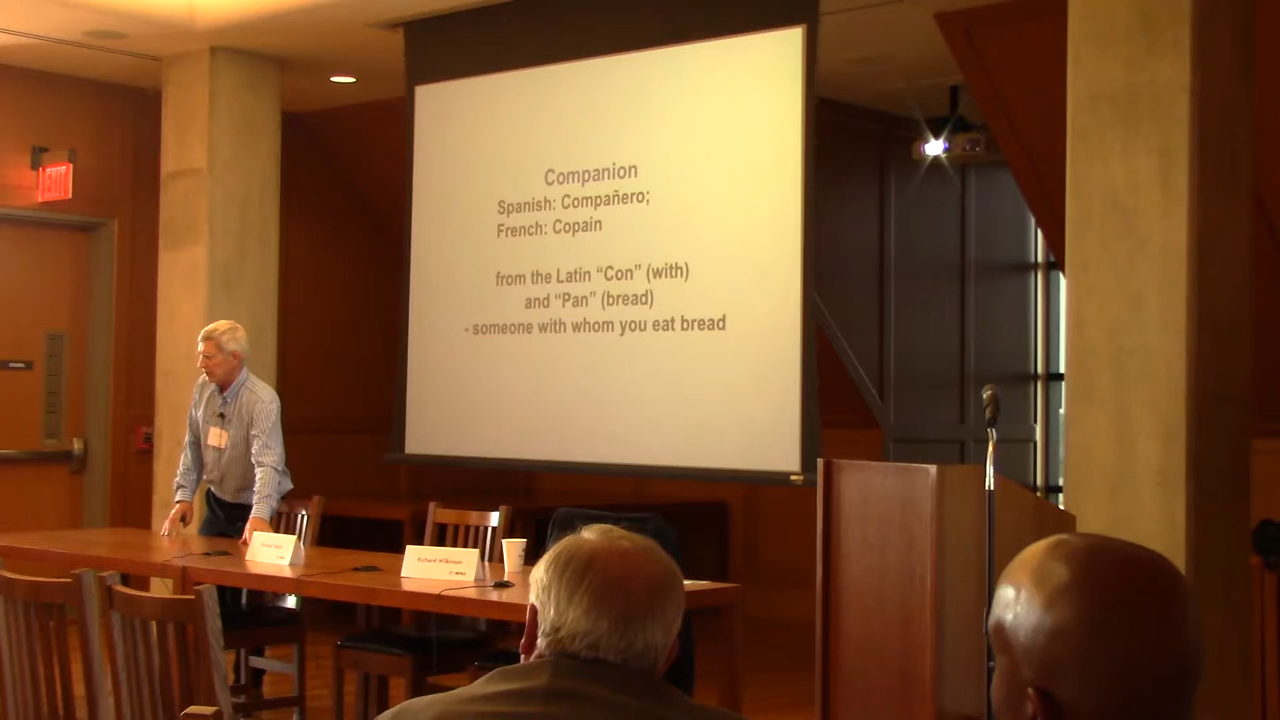 Companion
Spanish: Compañero;
French: Copain
from the Latin “Con” (with)
and “Pan” (bread)
- someone with whom you eat bread
EXIT
Richard Wilkinson